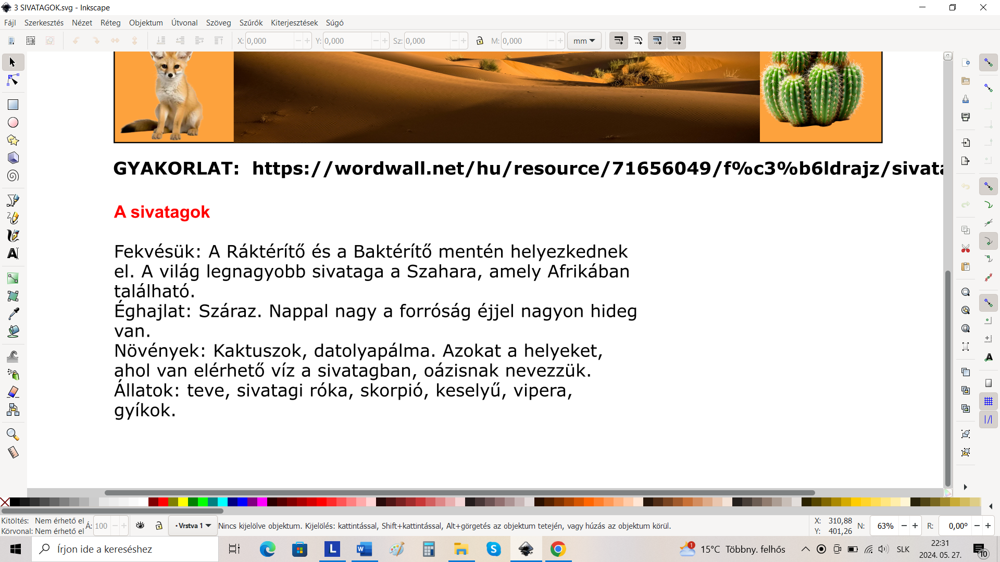 3 SIVATAGOK.svg - Inkscape
Fájl Szerkesztés Nézet Réteg Objektum Útvonal Szöveg Szűrők Kiterjesztések Súgó
X: 0,000 Y: 0,000 Sz: 0,000 M: 0,000 mm
GYAKORLAT: https://wordwall.net/hu/resource/71656049/f%c3%b6ldrajz/sivata
A sivatagok
Fekvésük: A Ráktérítő és a Baktérítő mentén helyezkednek
el. A világ legnagyobb sivataga a Szahara, amely Afrikában
található.
Éghajlat: Száraz. Nappal nagy a forróság éjjel nagyon hideg
van.
Növények: Kaktuszok, datolyapálma. Azokat a helyeket,
ahol van elérhető víz a sivatagban, oázisnak nevezzük.
Állatok: teve, sivatagi róka, skorpió, keselyű, vipera,
gyíkok.
Kitöltés: Nem érhető el
Körvonal: Nem érhető el
Á: 100
• Vrstva 1
Nincs kijelölve objektum. Kijelölés: kattintással, Shift+kattintással, Alt+görgetés az objektum tetején, vagy húzás az objektum körül.
X: 310,88
Y: 401,26
N: 63%
R: 0,00°
Írjon ide a kereséshez
15°C Többny. felhős
SLK
22:31
2024. 05. 27.
10